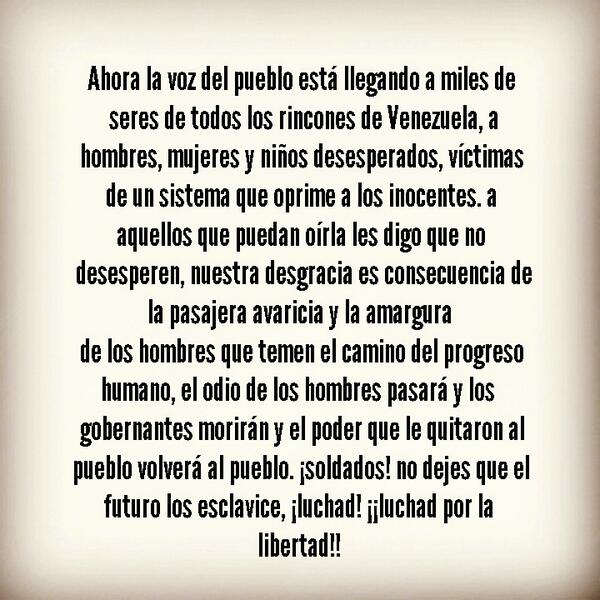 Ahora la voz del pueblo está llegando a miles de
seres de todos los rincones de Venezuela, a
hombres, mujeres y niños desesperados, víctimas
de un sistema que oprime a los inocentes. a
aquellos que puedan oírla les digo que no
desesperen, nuestra desgracia es consecuencia de
la pasajera avaricia y la amargura
de los hombres que temen el camino del progreso
humano, el odio de los hombres pasará y los
gobernantes morirán y el poder que le quitaron al
pueblo volverá al pueblo. ¡soldados! no dejes que el
futuro los esclavice, ¡luchad! ¡¡luchad por la
libertad!!